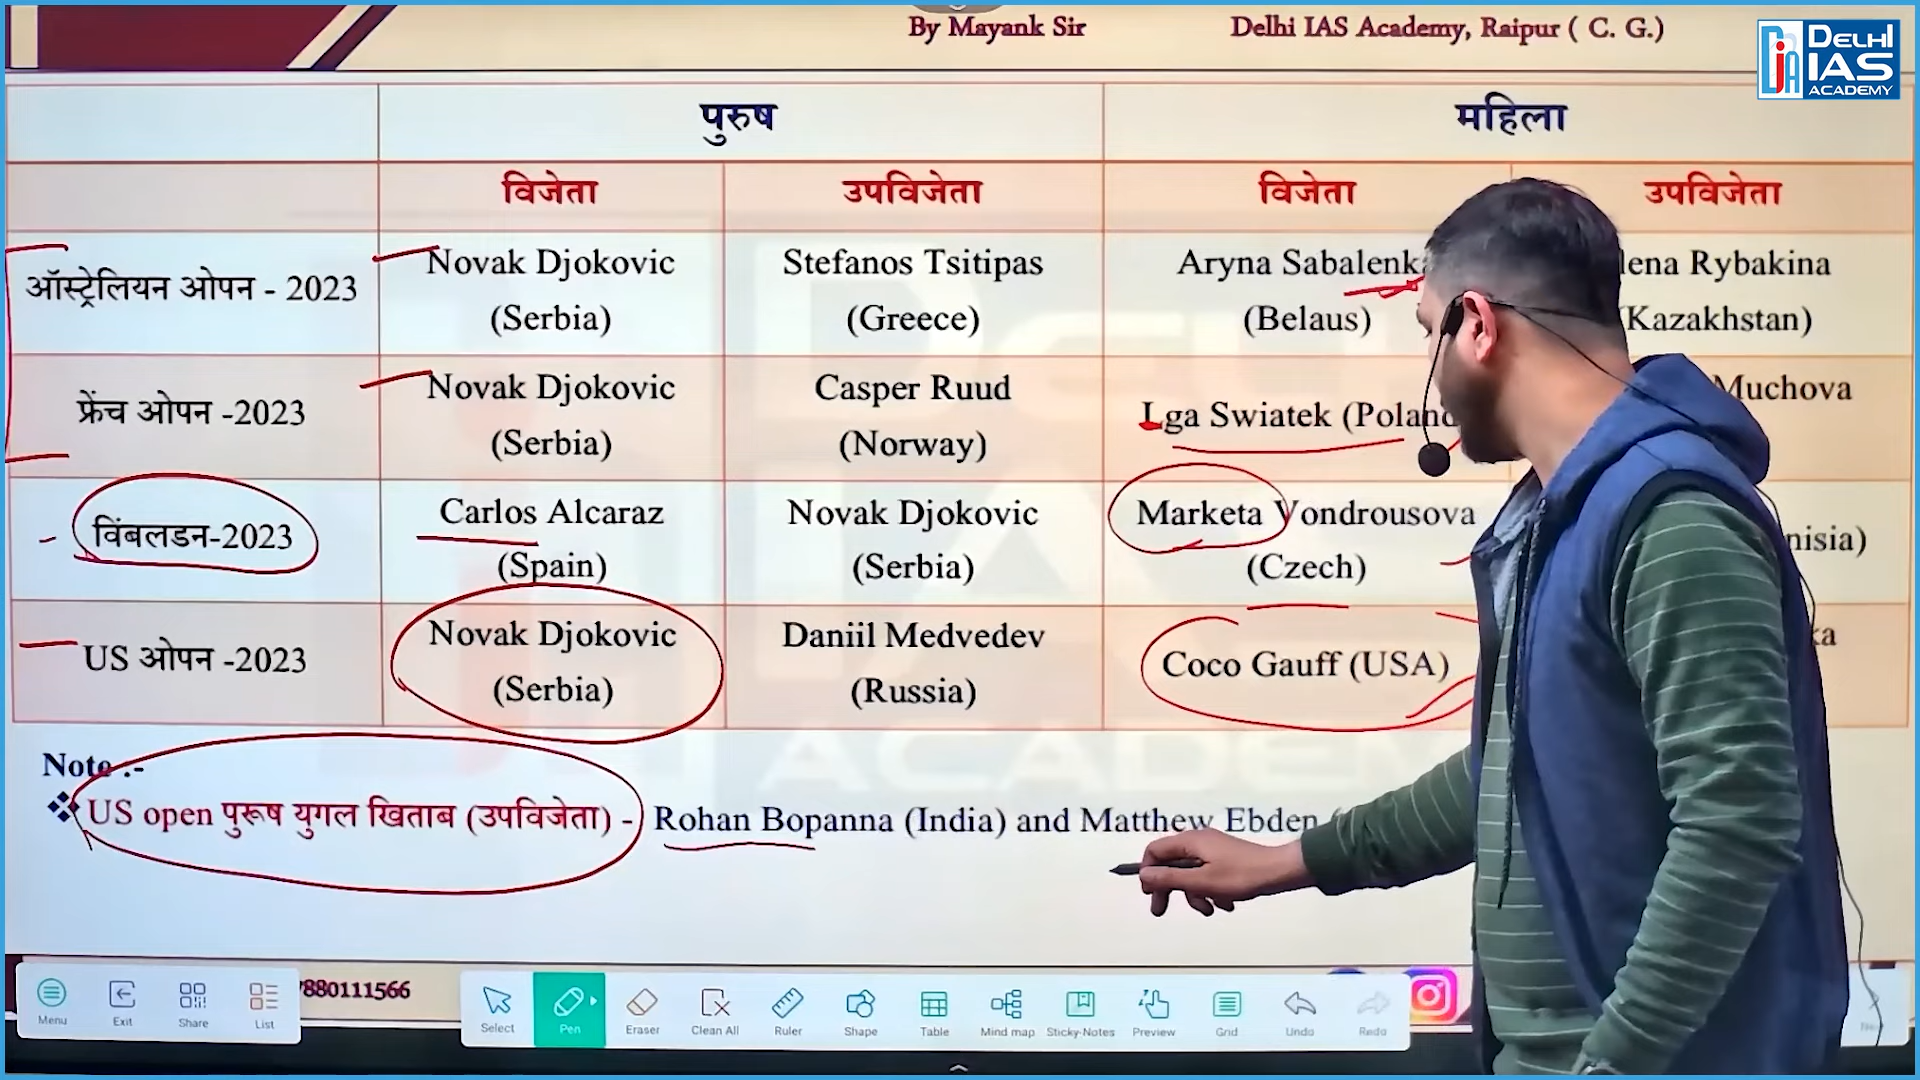 By Mayank Sir Delhi IAS Academy, Raipur ( C. G.)
DELHI
IAS
ACADEMY
पुरुष महिला
विजेता उपविजेता विजेता उपविजेता
ऑस्ट्रेलियन ओपन - 2023
Novak Djokovic
(Serbia)
Stefanos Tsitipas
(Greece)
Aryna Sabalenka
(Belaus)
Rybakina
(Kazakhstan)
फ्रेंच ओपन -2023
Novak Djokovic
(Serbia)
Casper Ruud
(Norway)
Lga Swiatek (Poland
Muchova
विंबलडन-2023
Carlos Alcaraz
(Spain)
Novak Djokovic
(Serbia)
Marketa Vondrousova
(Czech)
US ओपन -2023
Novak Djokovic
(Serbia)
Daniil Medvedev
(Russia)
Coco Gauff (USA)
Note :-
❖ US open पुरूष युगल खिताब (उपविजेता) - Rohan Bopanna (India) and Matthew Ebden
880111566
Menu Exit Share List Select Pen Eraser Clean All Ruler Shape Table Mind map Sticky-Notes Preview Grid Undo Redo